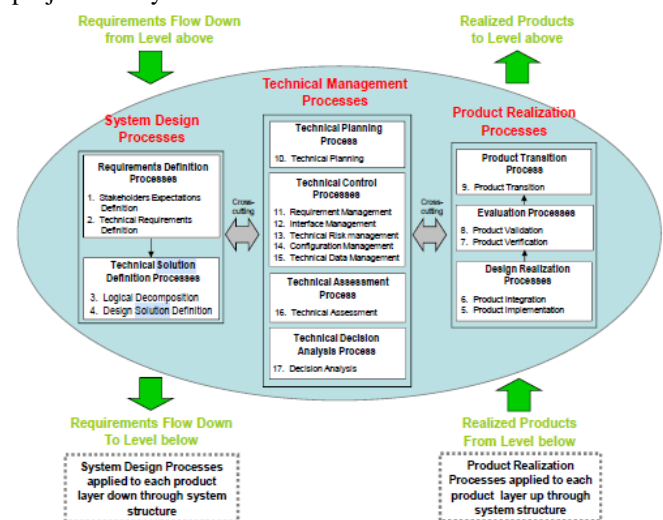 Requirements Flow Down
from Level above
Realized Products
to Level above
Technical Management
Processes
System Design
Processes
Product Realization
Processes
Requirements Definition
Processes
1. Stakeholders Expectations
Definition
2. Technical Requirements
Definition
Technical Solution
Definition Processes
3. Logical Decomposition
4. Design Solution Definition
Cross-
cutting
Technical Planning
Process
10. Technical Planning
Technical Control
Processes
11. Requirement Management
12. Interface Management
13. Technical Risk management
14. Configuration Management
15. Technical Data Management
Technical Assessment
Process
16. Technical Assessment
Technical Decision
Analysis Process
17. Decision Analysis
Cross-
cutting
Product Transition
Process
9. Product Transition
Evaluation Processes
8. Product Validation
7. Product Verification
Design Realization
Processes
6. Product Integration
5. Product Implementation
Requirements Flow Down
To Level below
Realized Products
From Level below
System Design Processes
applied to each product
layer down through system
structure
Product Realization
Processes applied to each
product layer up through
system structure